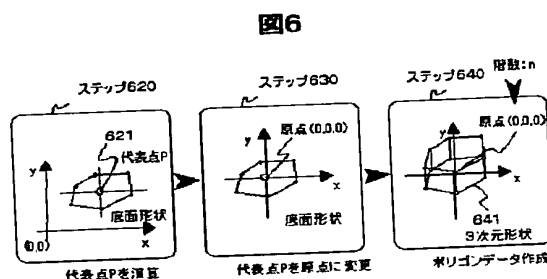 図6
ステップ620
621
代表点P
y
底面形状
x
(0,0)
代表点Pを演算
ステップ630
原点(0,0,0)
y
x
底面形状
代表点Pを原点に変更
ステップ640
階数:n
原点(0,0,0)
y
x
641
3次元形状
ポリゴンデータ作成